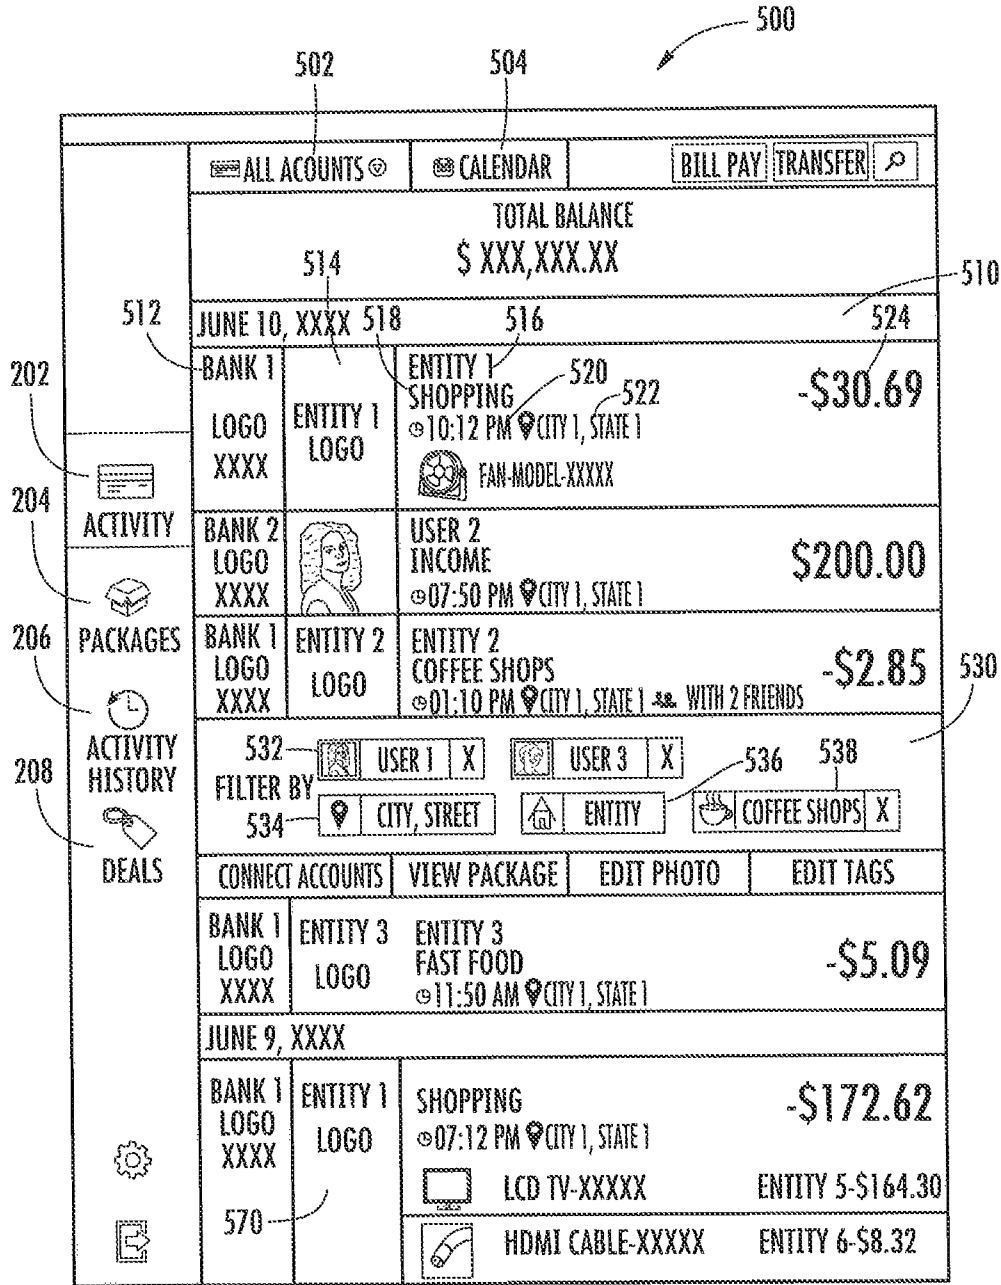 500
502
504
ALL ACOUNTS
CALENDAR
BILL PAY
TRANSFER
TOTAL BALANCE
$ XXX,XXX.XX
514
510
512
JUNE 10, XXXX
518
516
524
202
BANK 1
LOGO
XXXX
ENTITY 1
LOGO
ENTITY 1
SHOPPING
520
522
10:12 PM CITY 1, STATE 1
FAN-MODEL-XXXXX
-$30.69
ACTIVITY
204
BANK 2
LOGO
XXXX
USER 2
INCOME
07:50 PM CITY 1, STATE 1
$200.00
PACKAGES
206
BANK 1
LOGO
XXXX
ENTITY 2
LOGO
ENTITY 2
COFFEE SHOPS
01:10 PM CITY 1, STATE 1 WITH 2 FRIENDS
-$2.85
530
ACTIVITY
HISTORY
208
532
USER 1 X
USER 3 X
536
538
FILTER BY
534
CITY, STREET
ENTITY
COFFEE SHOPS X
DEALS
CONNECT ACCOUNTS
VIEW PACKAGE
EDIT PHOTO
EDIT TAGS
BANK 1
LOGO
XXXX
ENTITY 3
LOGO
ENTITY 3
FAST FOOD
11:50 AM CITY 1, STATE 1
-$5.09
JUNE 9, XXXX
BANK 1
LOGO
XXXX
ENTITY 1
LOGO
570
SHOPPING
07:12 PM CITY 1, STATE 1
-$172.62
LCD TV-XXXXX
ENTITY 5-$164.30
HDMI CABLE-XXXXX
ENTITY 6-$8.32